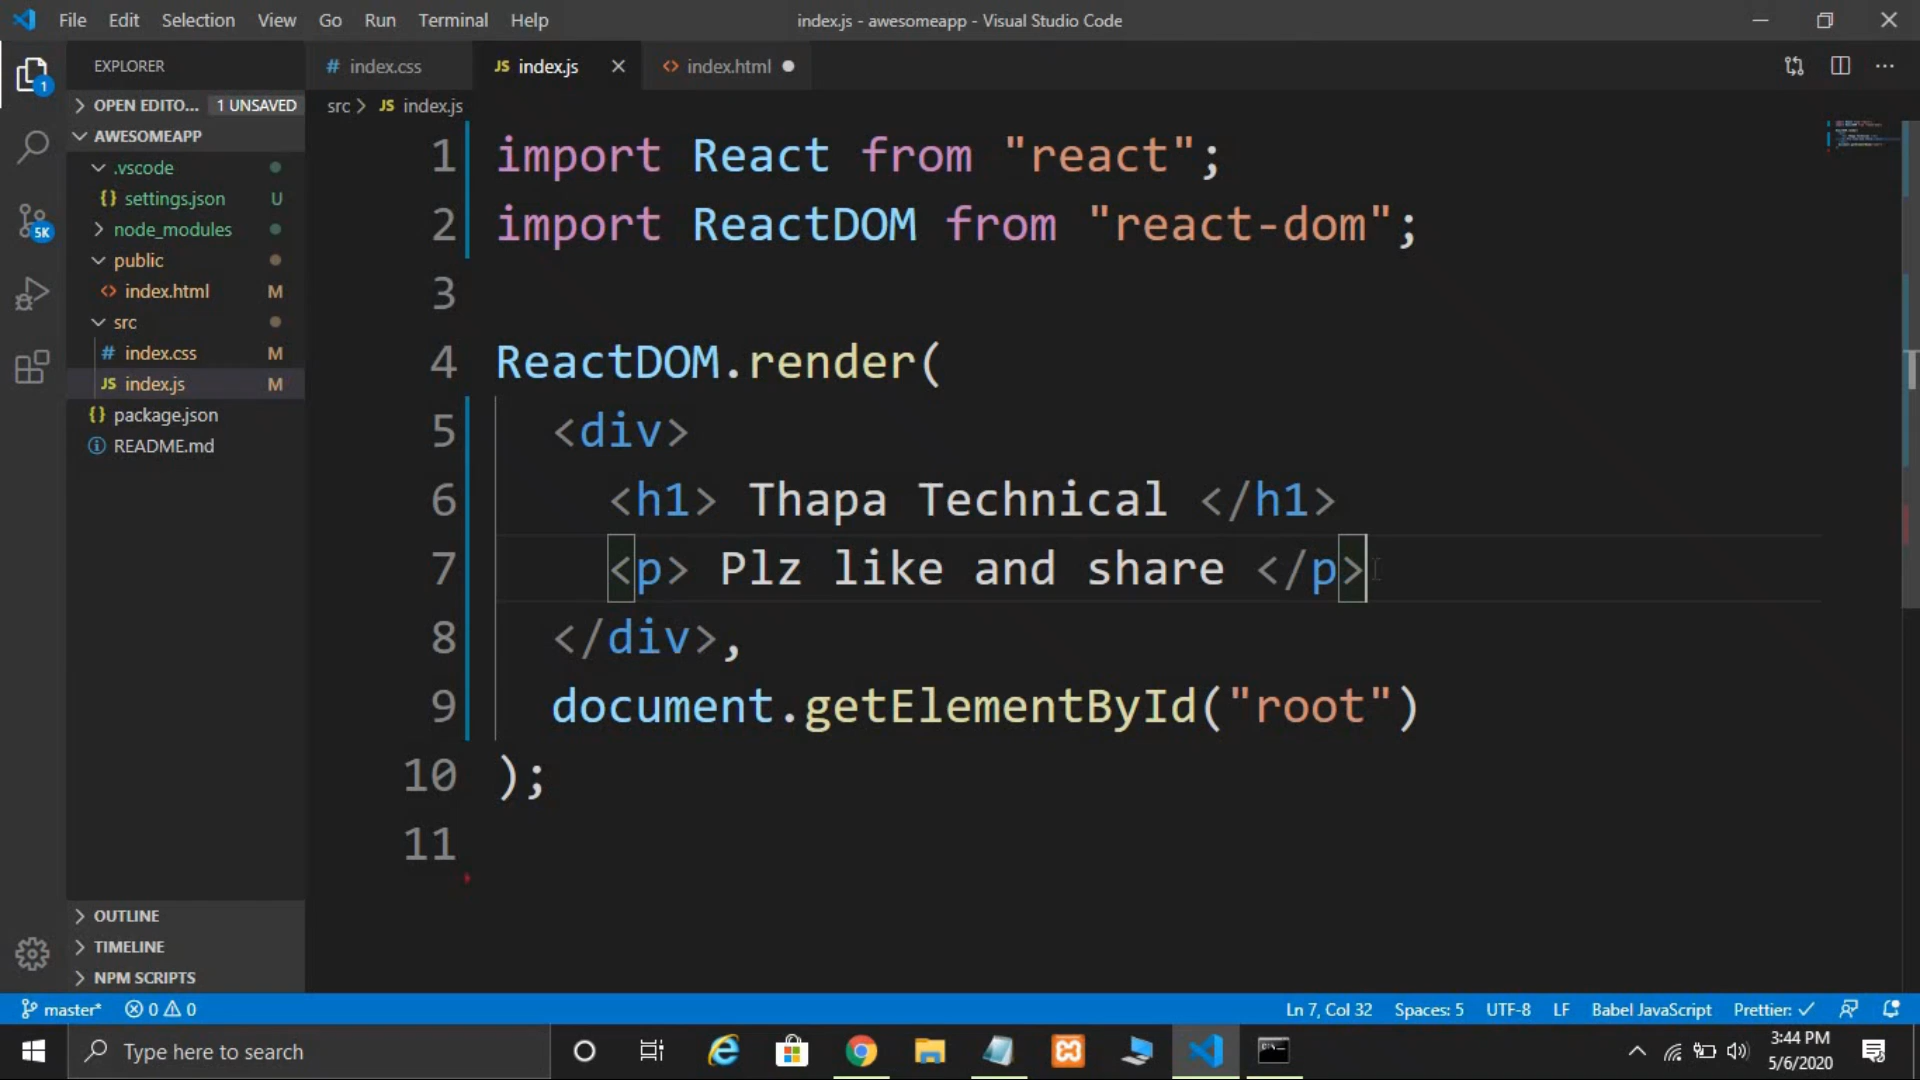 File Edit Selection View Go Run Terminal Help
index.js - awesomeapp - Visual Studio Code
EXPLORER
OPEN EDITO... 1 UNSAVED
AWESOMEAPP
.vscode
{} settings.json U
node_modules
public
<> index.html M
src
# index.css M
JS index.js M
{} package.json
README.md
OUTLINE
TIMELINE
NPM SCRIPTS
# index.css
JS index.js
<> index.html
src > JS index.js
1 import React from "react";
2 import ReactDOM from "react-dom";
3
4 ReactDOM.render(
5 <div>
6 <h1> Thapa Technical </h1>
7 <p> Plz like and share </p>
8 </div>,
9 document.getElementById("root")
10 );
11
1
5K
master* 0 0
Ln 7, Col 32 Spaces: 5 UTF-8 LF Babel JavaScript Prettier: ✓
Type here to search
3:44 PM
5/6/2020